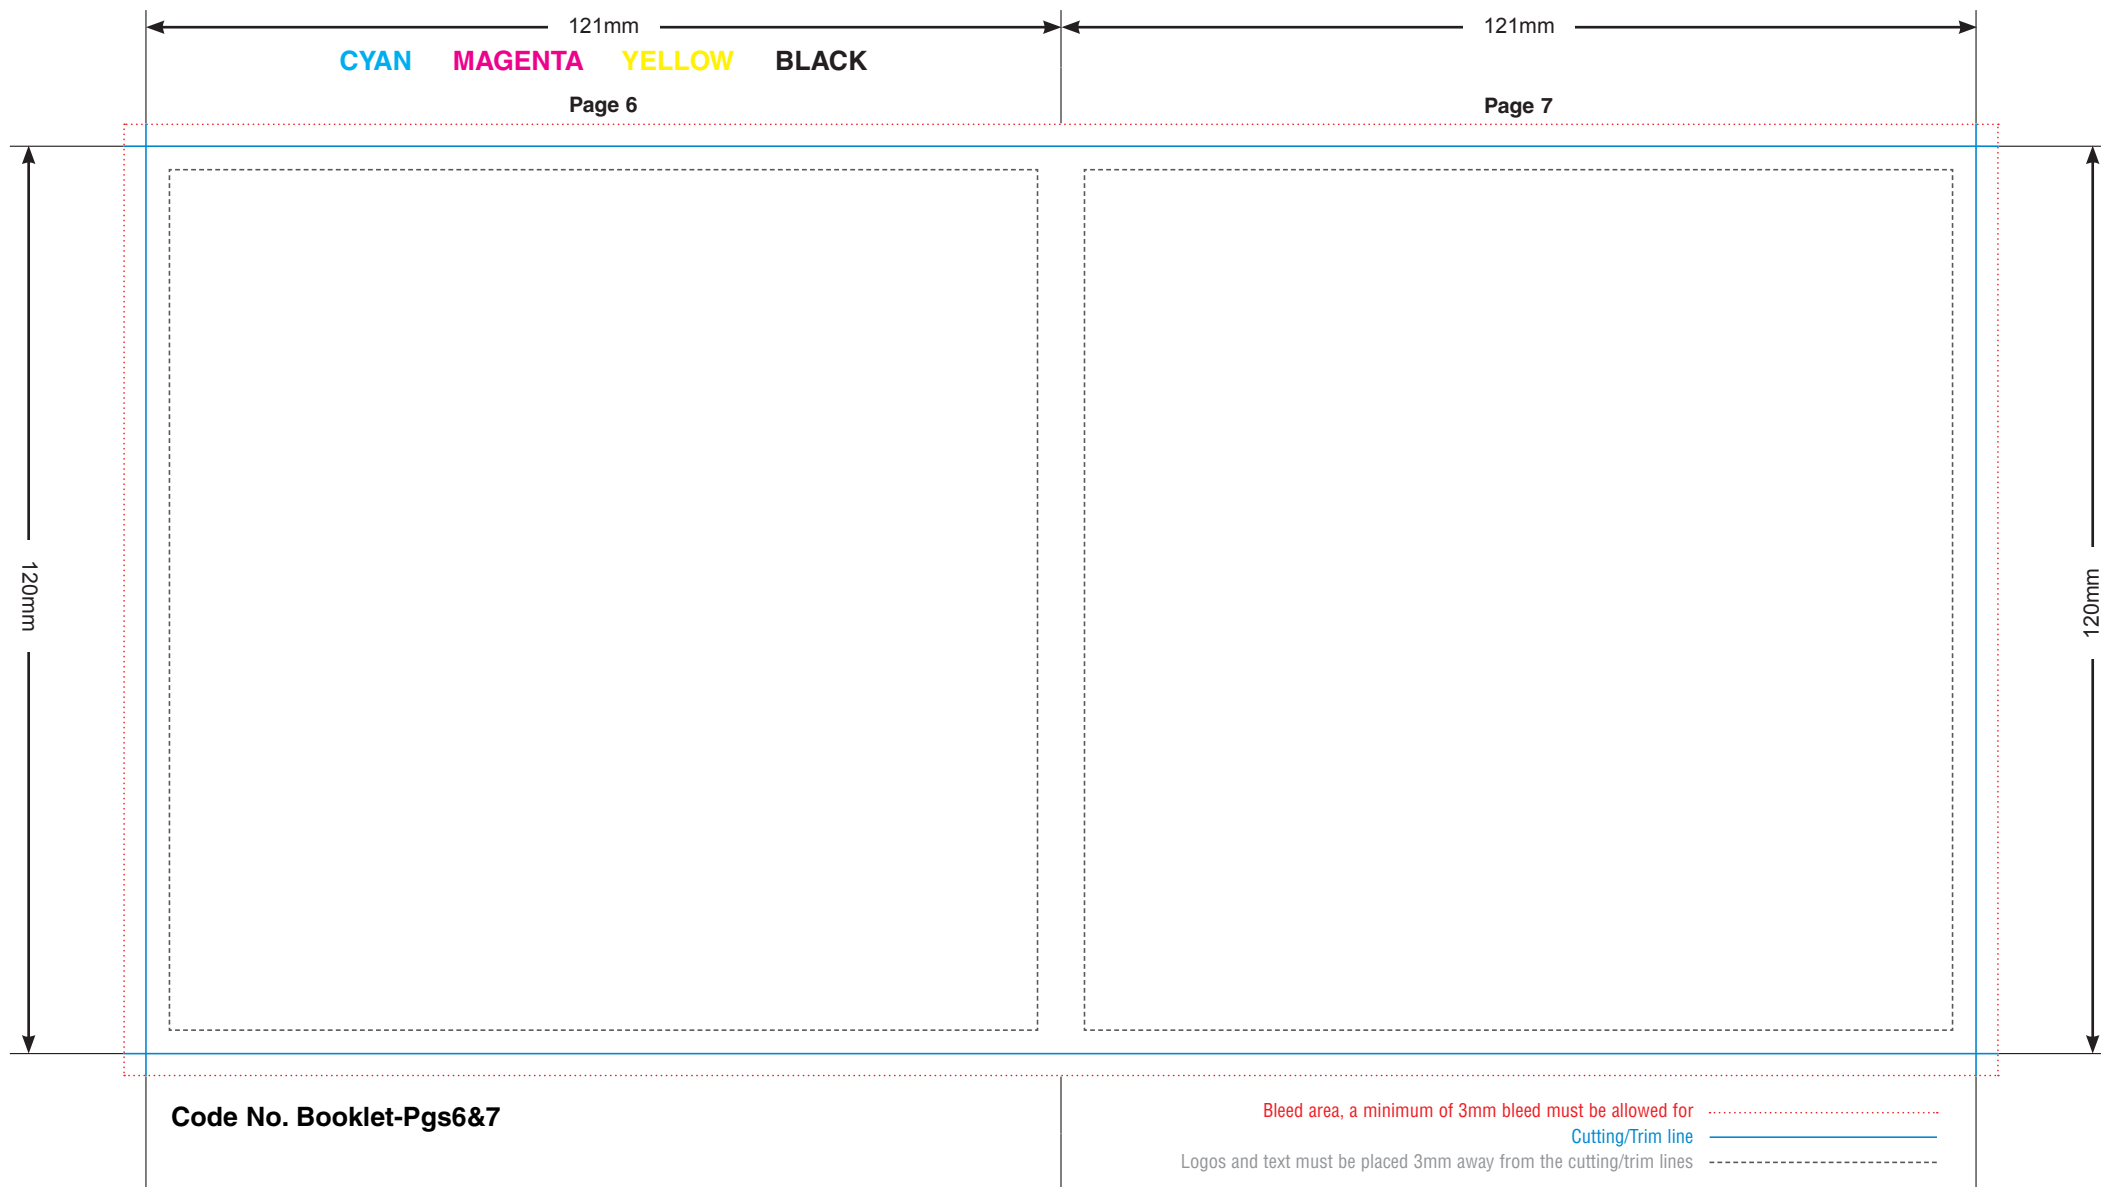 121mm
121mm
CYAN MAGENTA YELLOW BLACK
Page 6
Page 7
120mm
120mm
Code No. Booklet-Pgs6&7
Bleed area, a minimum of 3mm bleed must be allowed for
Cutting/Trim line
Logos and text must be placed 3mm away from the cutting/trim lines